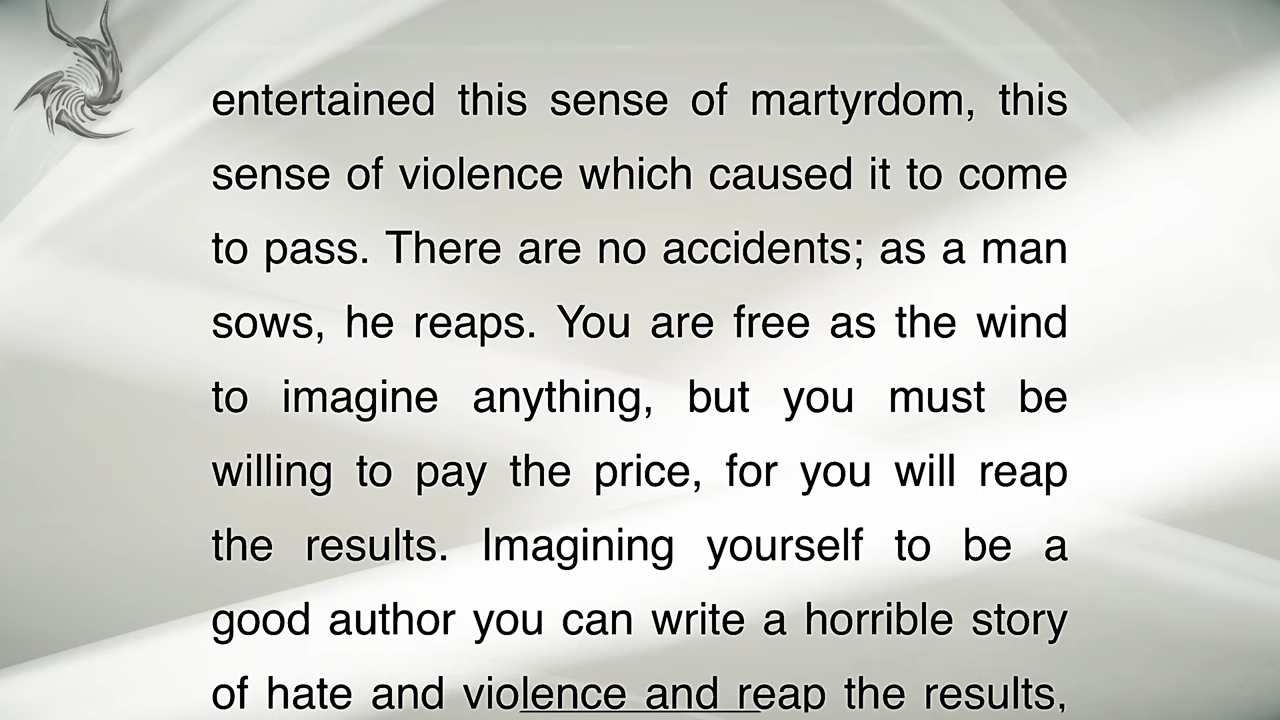 entertained this sense of martyrdom, this
sense of violence which caused it to come
to pass. There are no accidents; as a man
sows, he reaps. You are free as the wind
to imagine anything, but you must be
willing to pay the price, for you will reap
the results. Imagining yourself to be a
good author you can write a horrible story
of hate and violence and reap the results,